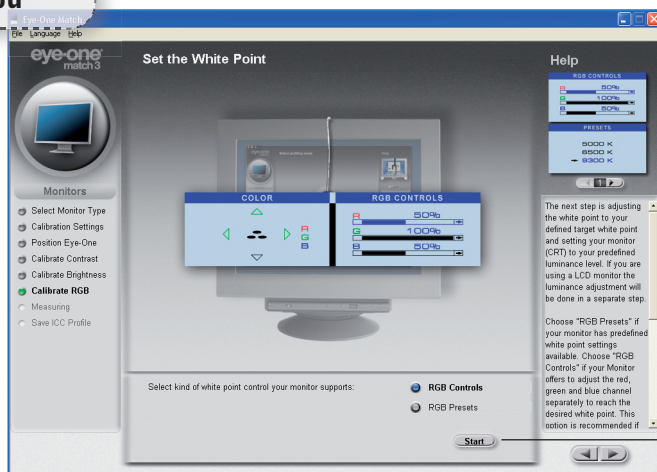 Eye-One Match
File Language Help
eye-one
match 3
Monitors
Select Monitor Type
Calibration Settings
Position Eye-One
Calibrate Contrast
Calibrate Brightness
Calibrate RGB
Measuring
Save ICC Profile
Set the White Point
COLOR
R
G
B
RGB CONTROLS
R 50%
G 100%
B 50%
Select kind of white point control your monitor supports:
RGB Controls
RGB Presets
Start
Help
RGB CONTROLS
R 50%
G 100%
B 50%
PRESETS
5000 K
6500 K
9300 K
1
The next step is adjusting
the white point to your
defined target white point
and setting your monitor
(CRT) to your predefined
luminance level. If you are
using a LCD monitor the
luminance adjustment will
be done in a separate step.
Choose "RGB Presets" if
your monitor has predefined
white point settings
available. Choose "RGB
Controls" if your Monitor
offers to adjust the red,
green and blue channel
separately to reach the
desired white point. This
option is recommended if